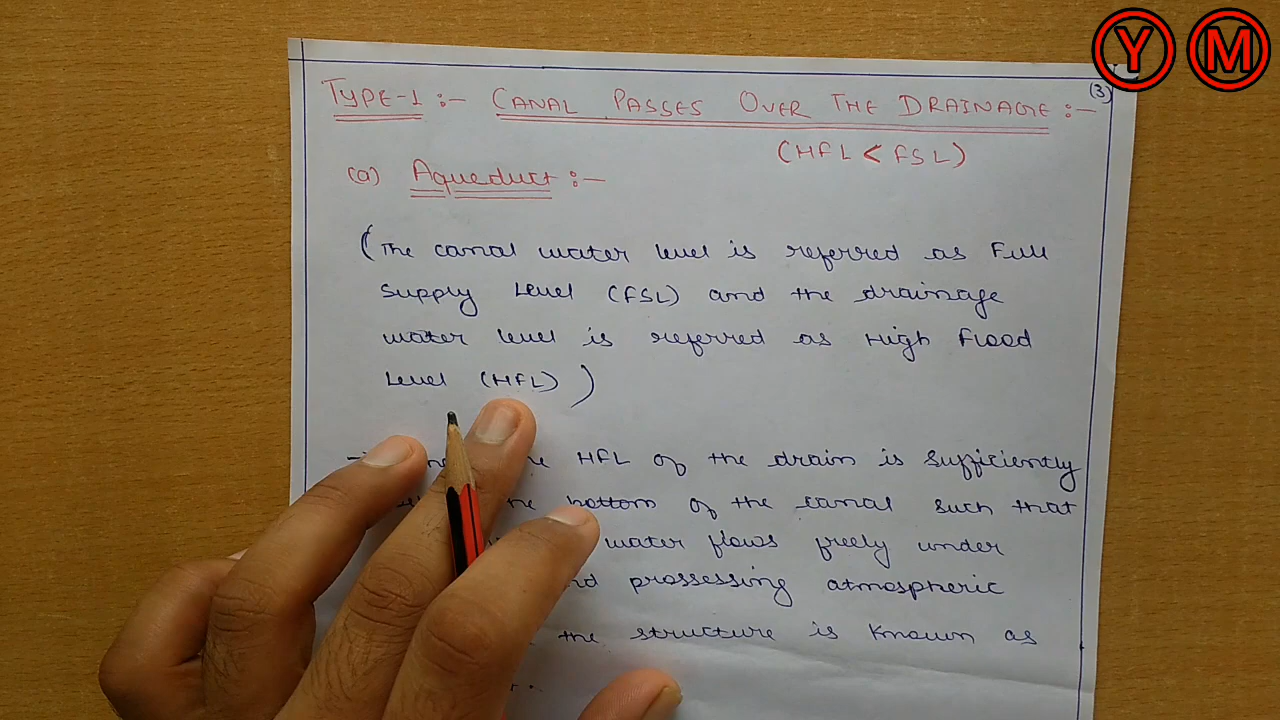 Y M
(3)
TYPE-1 :- CANAL PASSES OVER THE DRAINAGE :-
(HFL < FSL)
(a) Aqueduct :-
(The canal water level is referred as Full
Supply Level (FSL) and the drainage
water level is referred as High Flood
Level (HFL))
HFL of the drain is sufficiently
bottom of the canal such that
water flows freely under
prossessing atmospheric
the structure is known as